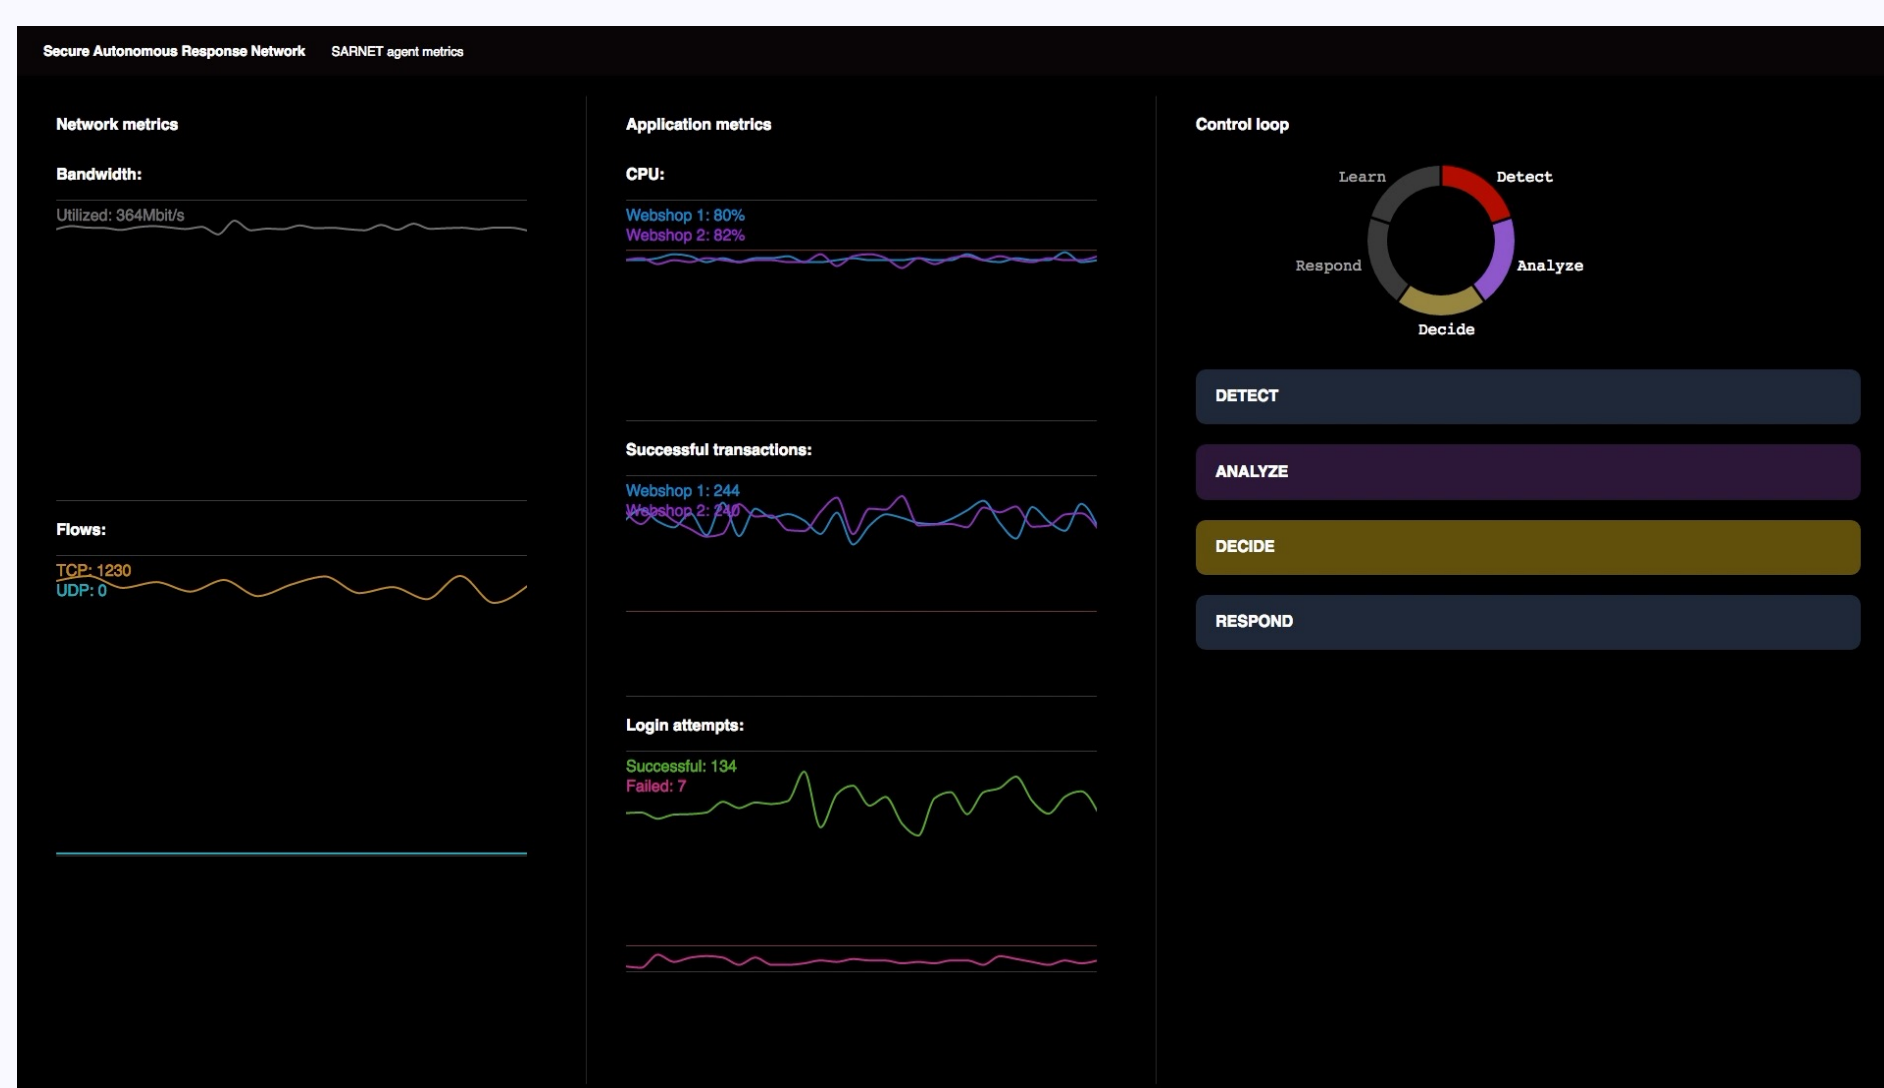 Secure Autonomous Response Network SARNET agent metrics
Network metrics
Bandwidth:
Utilized: 364Mbit/s
Flows:
TCP: 1230
UDP: 0
Application metrics
CPU:
Webshop 1: 80%
Webshop 2: 82%
Successful transactions:
Webshop 1: 244
Webshop 2: 240
Login attempts:
Successful: 134
Failed: 7
Control loop
Learn
Detect
Respond
Analyze
Decide
DETECT
ANALYZE
DECIDE
RESPOND